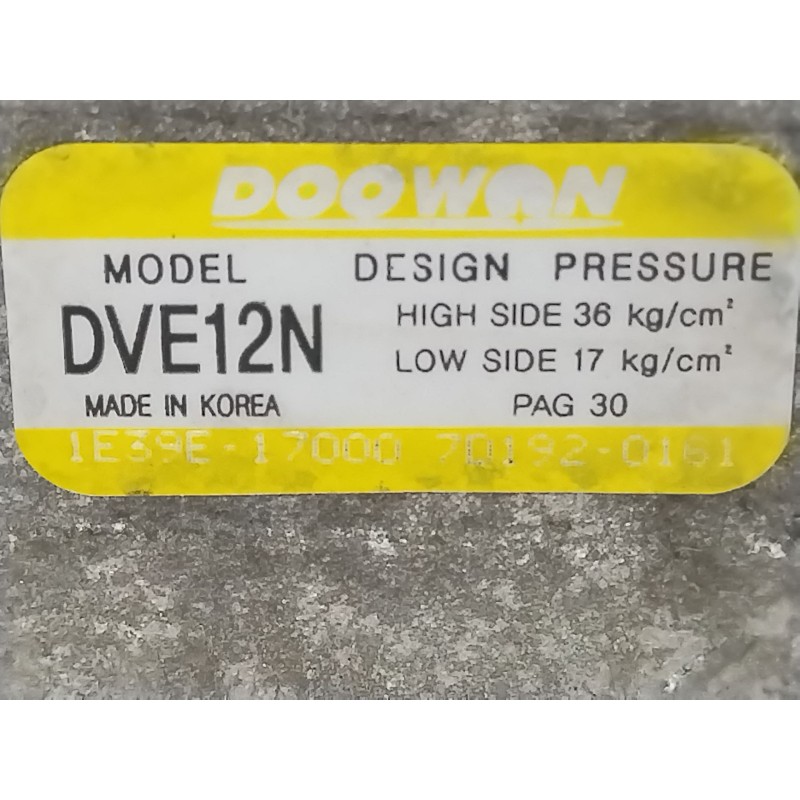 DOOWON
MODEL
DVE12N
MADE IN KOREA
DESIGN PRESSURE
HIGH SIDE 36 kg/cm²
LOW SIDE 17 kg/cm²
PAG 30
1E39E-17000 7D192-0161